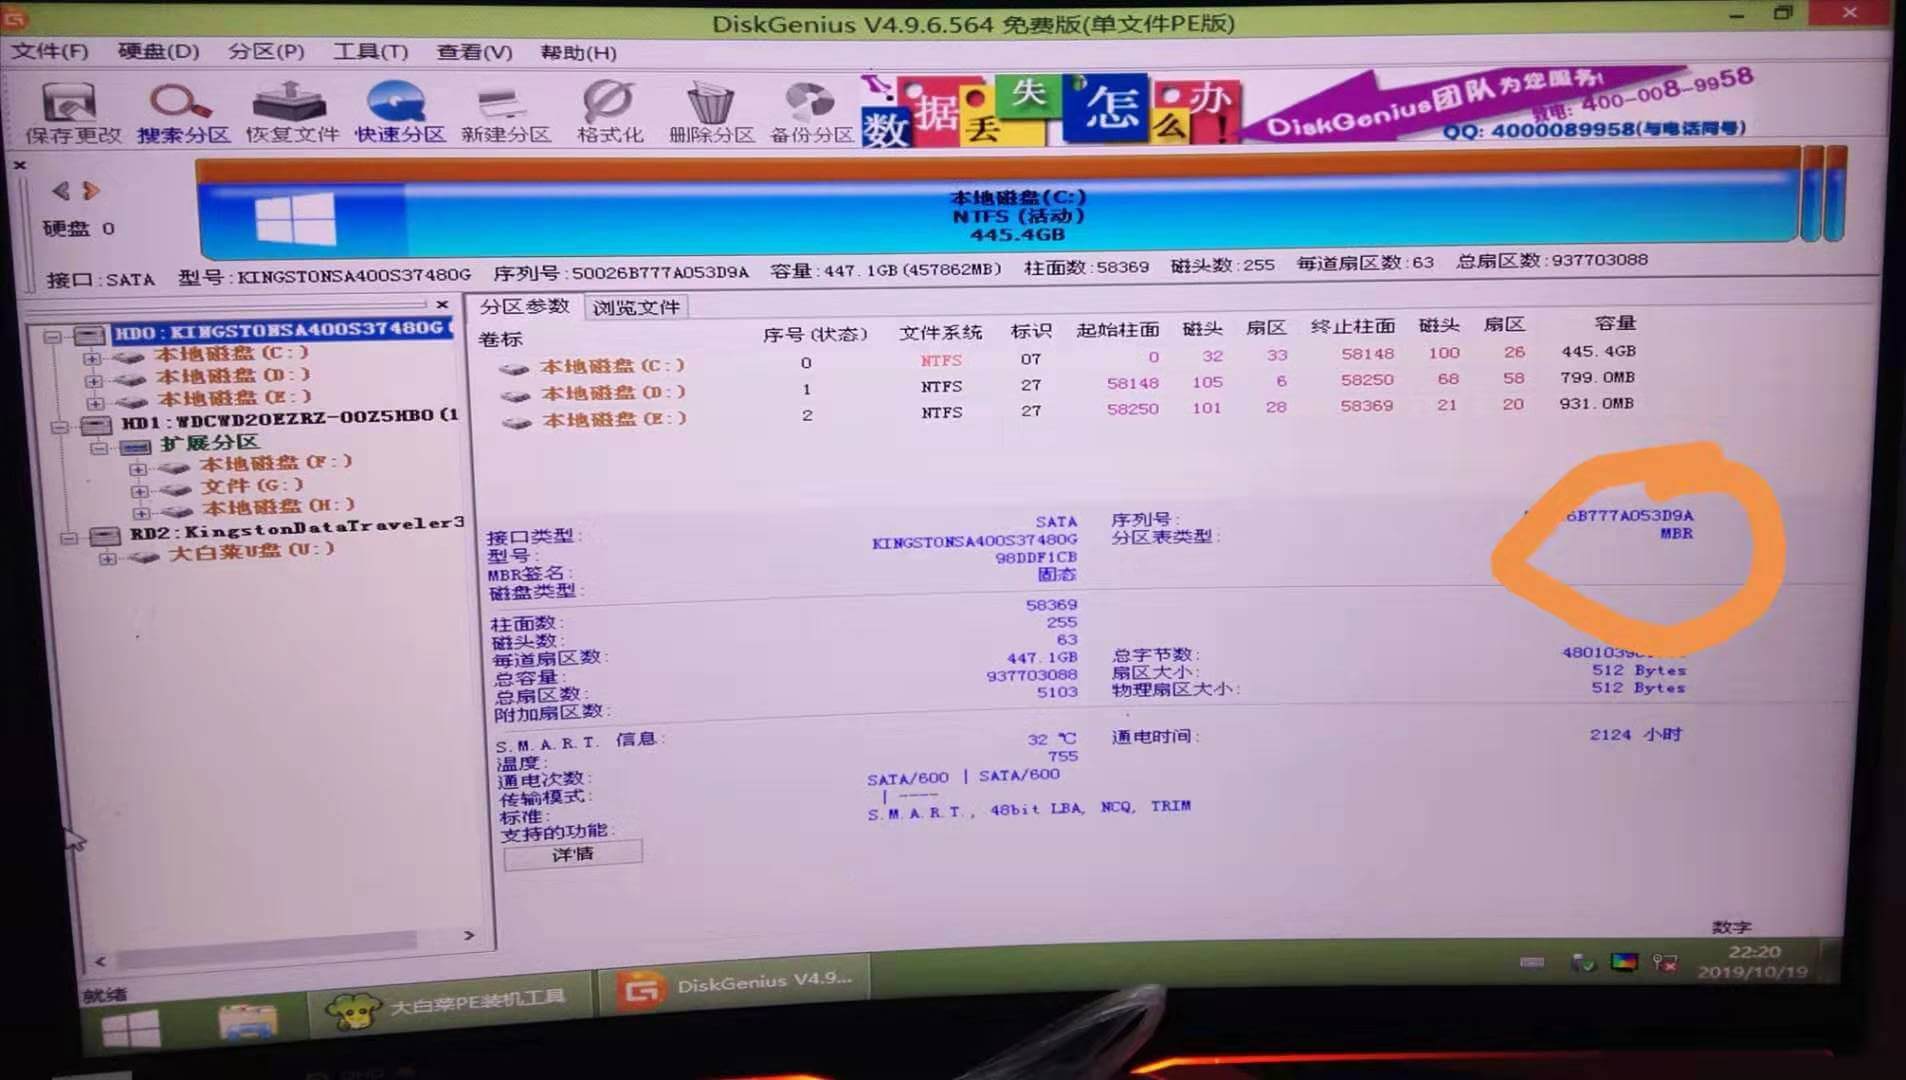 DiskGenius V4.9.6.564 免费版(单文件PE版)
文件(F) 硬盘(D) 分区(P) 工具(T) 查看(V) 帮助(H)
保存更改 搜索分区 恢复文件 快速分区 新建分区 格式化 删除分区 备份分区
数据丢失怎么办!
DiskGenius团队为您服务!
致电: 400-008-9958
QQ: 4000089958(与电话同号)
硬盘 0
本地磁盘(C:)
NTFS (活动)
445.4GB
接口:SATA 型号:KINGSTONSA400S37480G 序列号:50026B777A053D9A 容量:447.1GB(457862MB) 柱面数:58369 磁头数:255 每道扇区数:63 总扇区数:937703088
HD0:KINGSTONSA400S37480G(
本地磁盘(C:)
本地磁盘(D:)
本地磁盘(E:)
HD1:WDCWD20EZRZ-00Z5HB0(1
扩展分区
本地磁盘(F:)
文件(G:)
本地磁盘(H:)
RD2:KingstonDataTraveler3
大白菜U盘(U:)
分区参数 浏览文件
卷标 序号(状态) 文件系统 标识 起始柱面 磁头 扇区 终止柱面 磁头 扇区 容量
本地磁盘(C:) 0 NTFS 07 0 32 33 58148 100 26 445.4GB
本地磁盘(D:) 1 NTFS 27 58148 105 6 58250 68 58 799.0MB
本地磁盘(E:) 2 NTFS 27 58250 101 28 58369 21 20 931.0MB
接口类型: SATA 序列号: 6B777A053D9A
型号: KINGSTONSA400S37480G 分区表类型: MBR
MBR签名: 98DDF1CB
磁盘类型: 固态
柱面数: 58369
磁头数: 255
每道扇区数: 63
总容量: 447.1GB 总字节数: 480103
总扇区数: 937703088 扇区大小: 512 Bytes
附加扇区数: 5103 物理扇区大小: 512 Bytes
S.M.A.R.T. 信息:
温度: 32 ℃ 通电时间: 2124 小时
通电次数: 755
传输模式: SATA/600 | SATA/600
标准: | ----
支持的功能: S.M.A.R.T., 48bit LBA, NCQ, TRIM
详情
数字
就绪
大白菜PE装机工具
DiskGenius V4.9...
22:20
2019/10/19